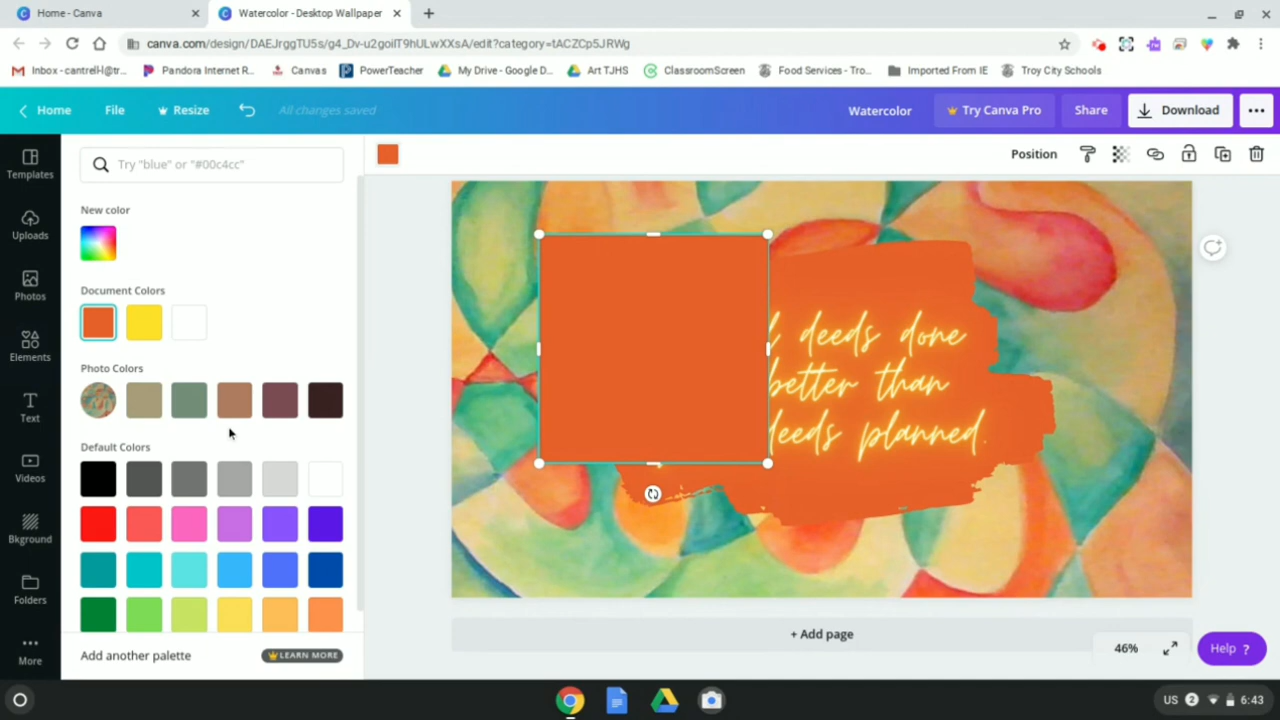 Home - Canva
Watercolor - Desktop Wallpaper
canva.com/design/DAEJrggTU5s/g4_Dv-u2goilT9hULwXXsA/edit?category=tACZCp5JRWg
Inbox - cantrell-l@tr...
Pandora Internet R...
Canvas
PowerTeacher
My Drive - Google D...
Art TJHS
ClassroomScreen
Food Services - Tro...
Imported From IE
Troy City Schools
Home
File
Resize
All changes saved
Watercolor
Try Canva Pro
Share
Download
Templates
Uploads
Photos
Elements
Text
Videos
Bkground
Folders
More
Try "blue" or "#00c4cc"
New color
Document Colors
Photo Colors
Default Colors
Add another palette
LEARN MORE
Position
deeds done
better than
deeds planned.
+ Add page
46%
Help ?
US 2 6:43